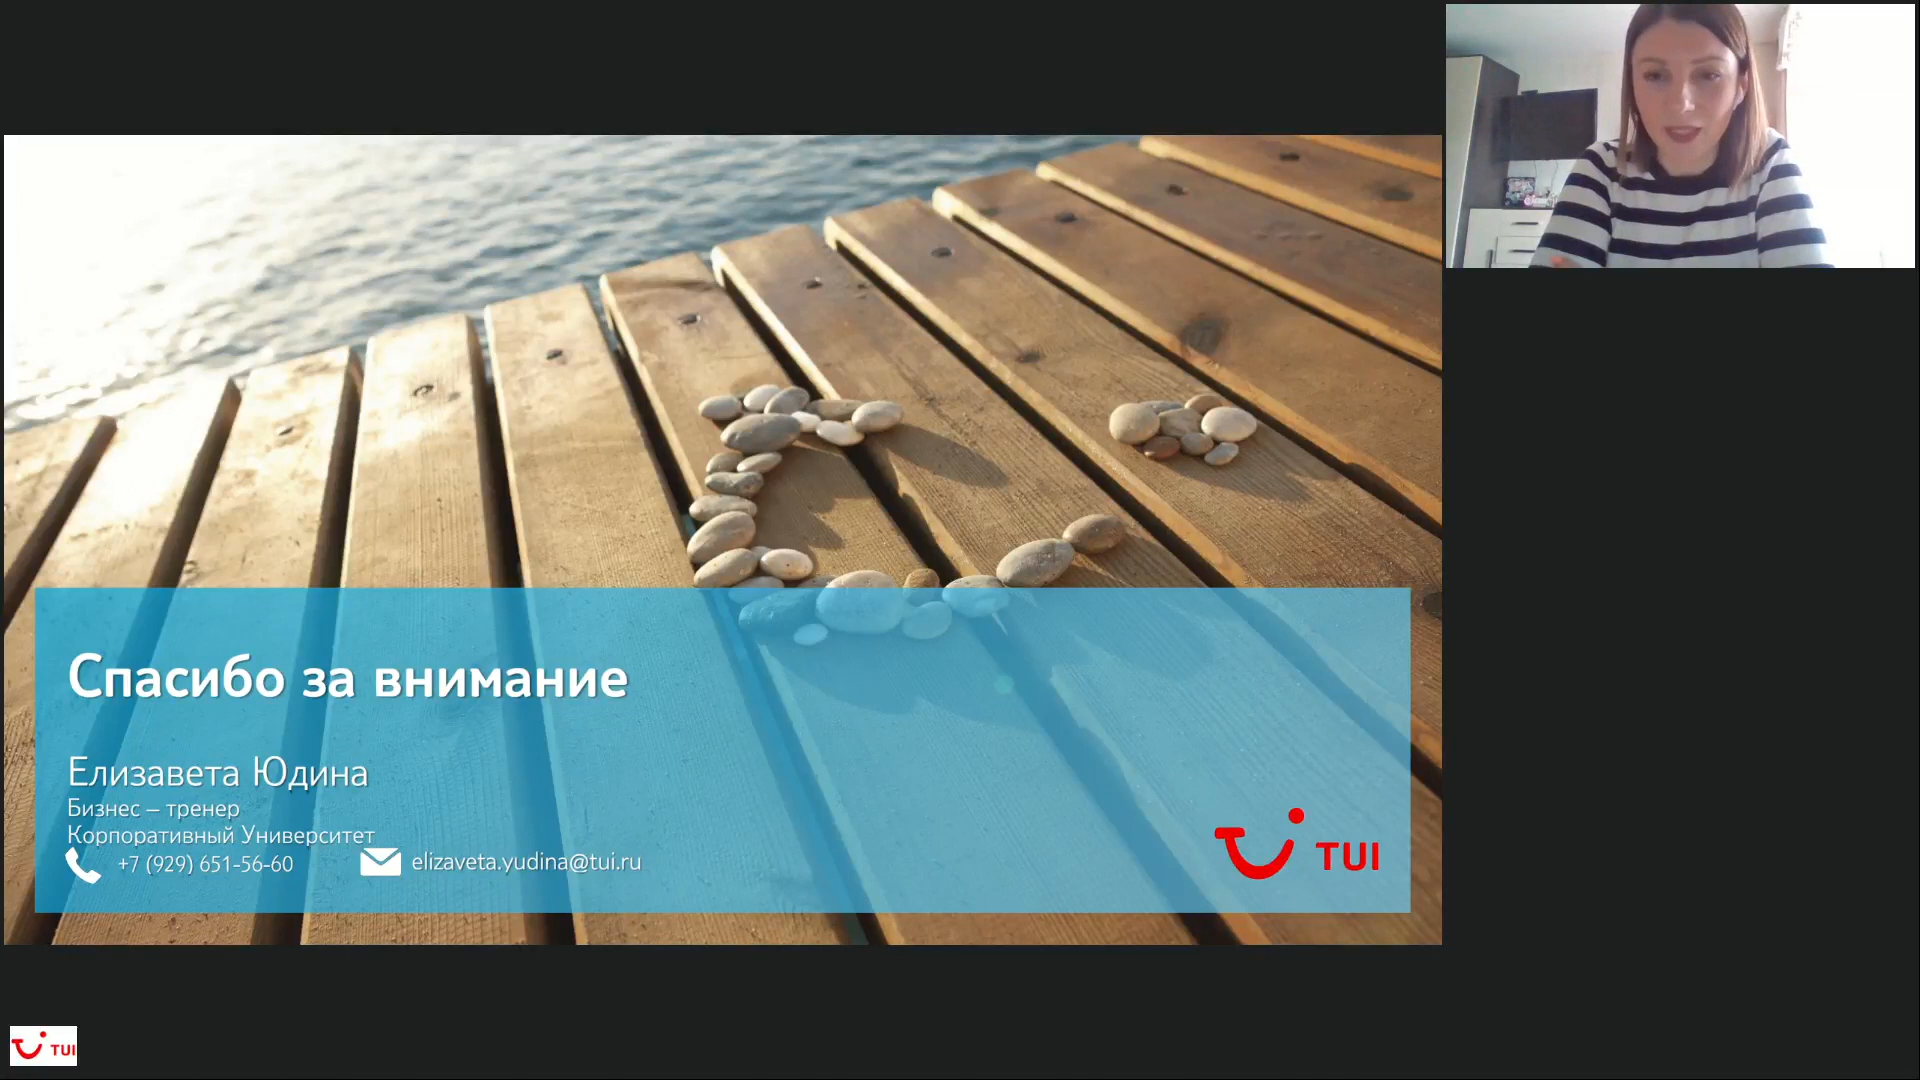 Спасибо за внимание
Елизавета Юдина
Бизнес – тренер
Корпоративный Университет
+7 (929) 651-56-60
elizaveta.yudina@tui.ru
TUI
TUI